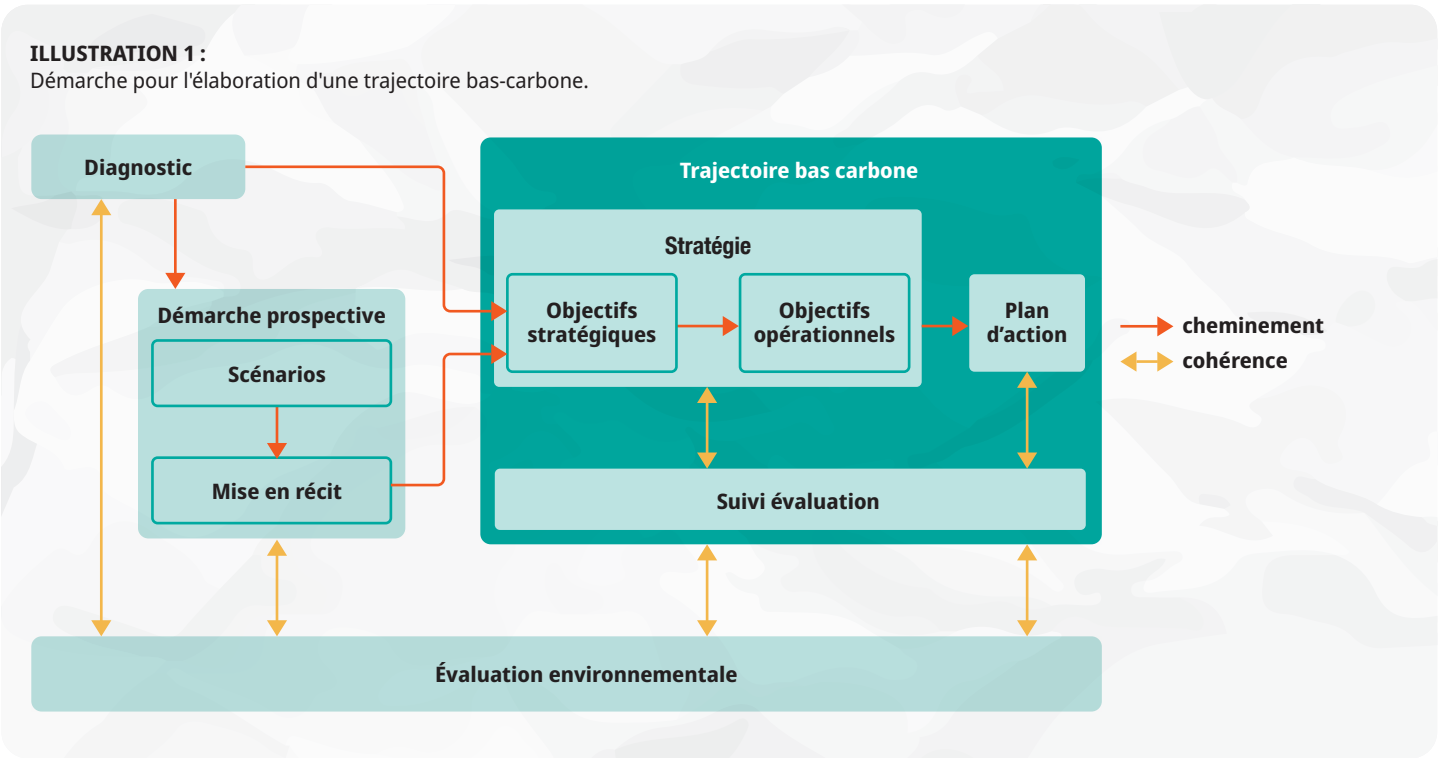 ILLUSTRATION 1 :
Démarche pour l'élaboration d'une trajectoire bas-carbone.
Diagnostic
Démarche prospective
Scénarios
Mise en récit
Trajectoire bas carbone
Stratégie
Objectifs
stratégiques
Objectifs
opérationnels
Plan
d’action
Suivi évaluation
cheminement
cohérence
Évaluation environnementale